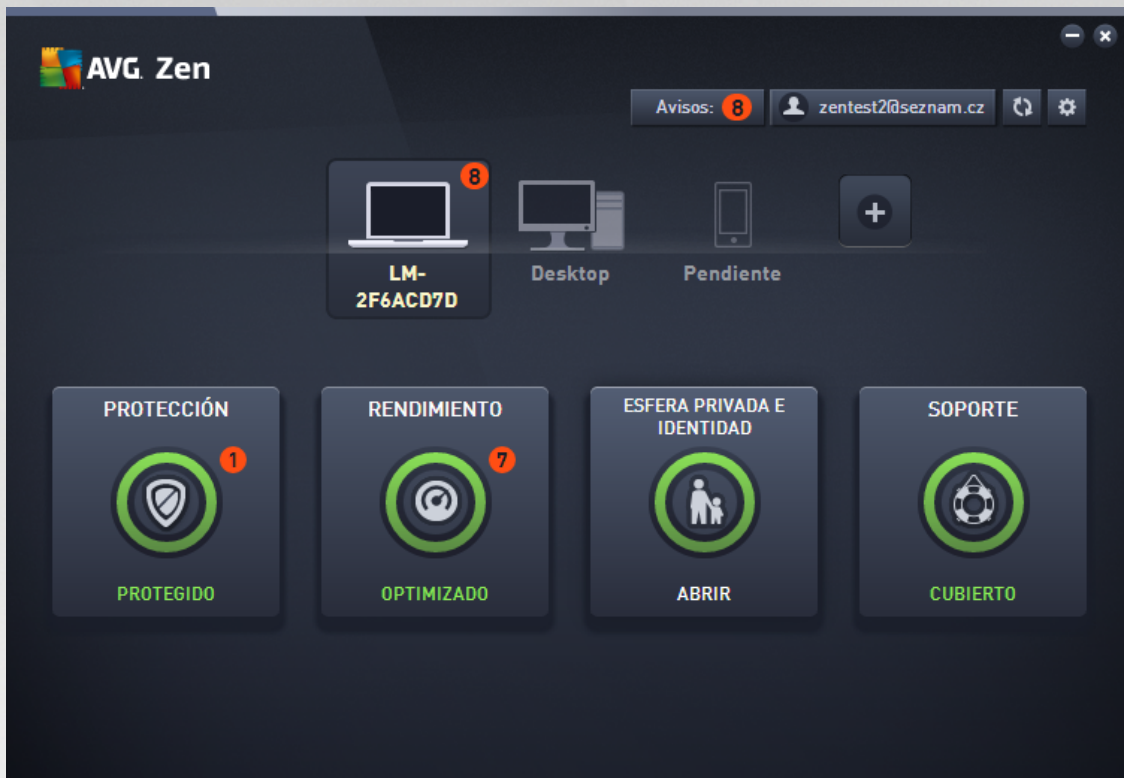 AVG. Zen
Avisos: 8
zentest2@seznam.cz
8
LM-
2F6ACD7D
Desktop
Pendiente
PROTECCIÓN
1
PROTEGIDO
RENDIMIENTO
7
OPTIMIZADO
ESFERA PRIVADA E
IDENTIDAD
ABRIR
SOPORTE
CUBIERTO